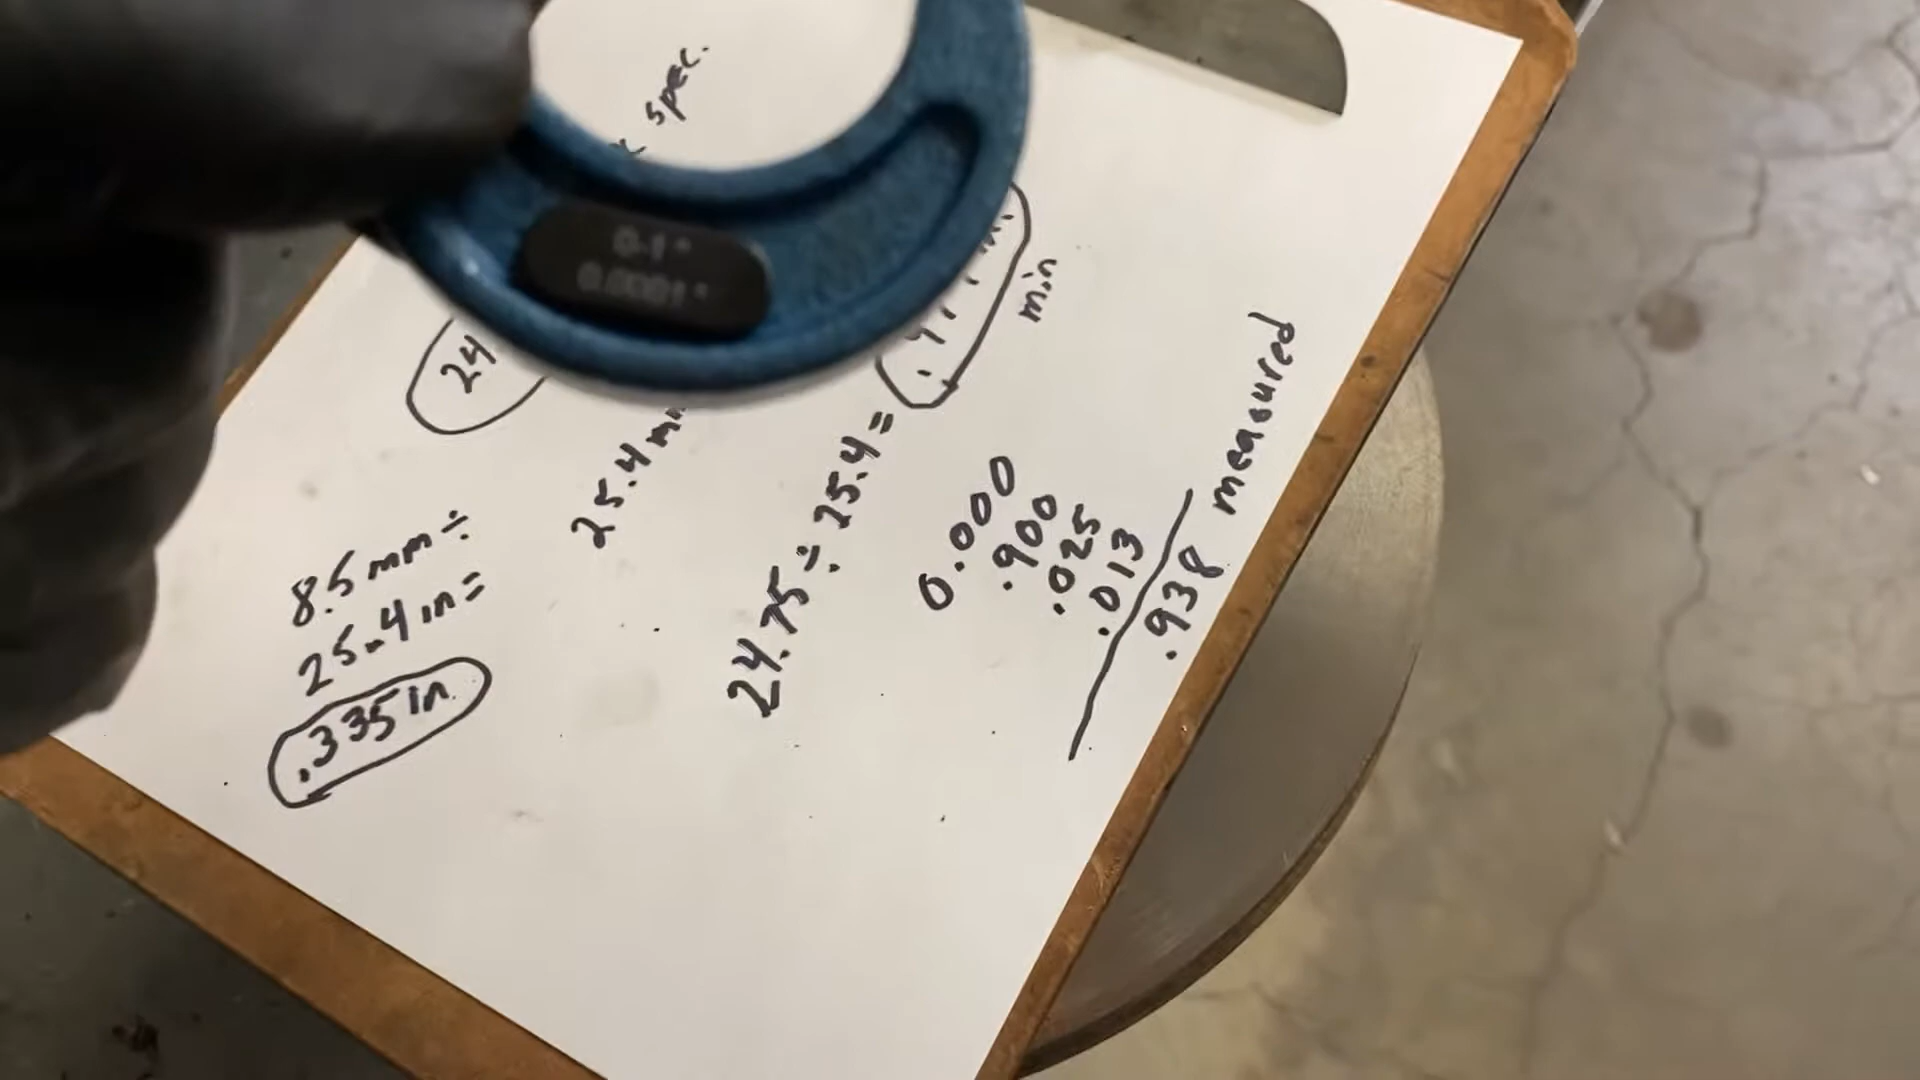 spec.
0-1"
0.0001"
24
25.4
24.75 ÷ 25.4 =
min
8.5 mm ÷
25.4 in =
.335 in.
0.000
.900
.025
.013
.938 measured